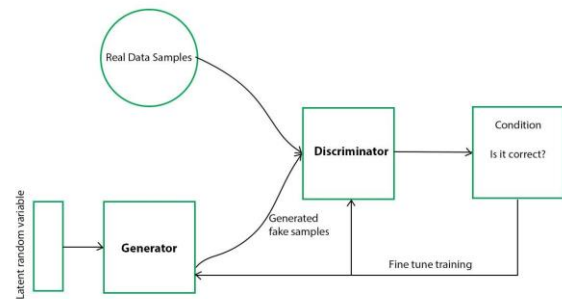 Real Data Samples
Condition
Is it correct?
Discriminator
Latent random variable
Generator
Generated
fake samples
Fine tune training